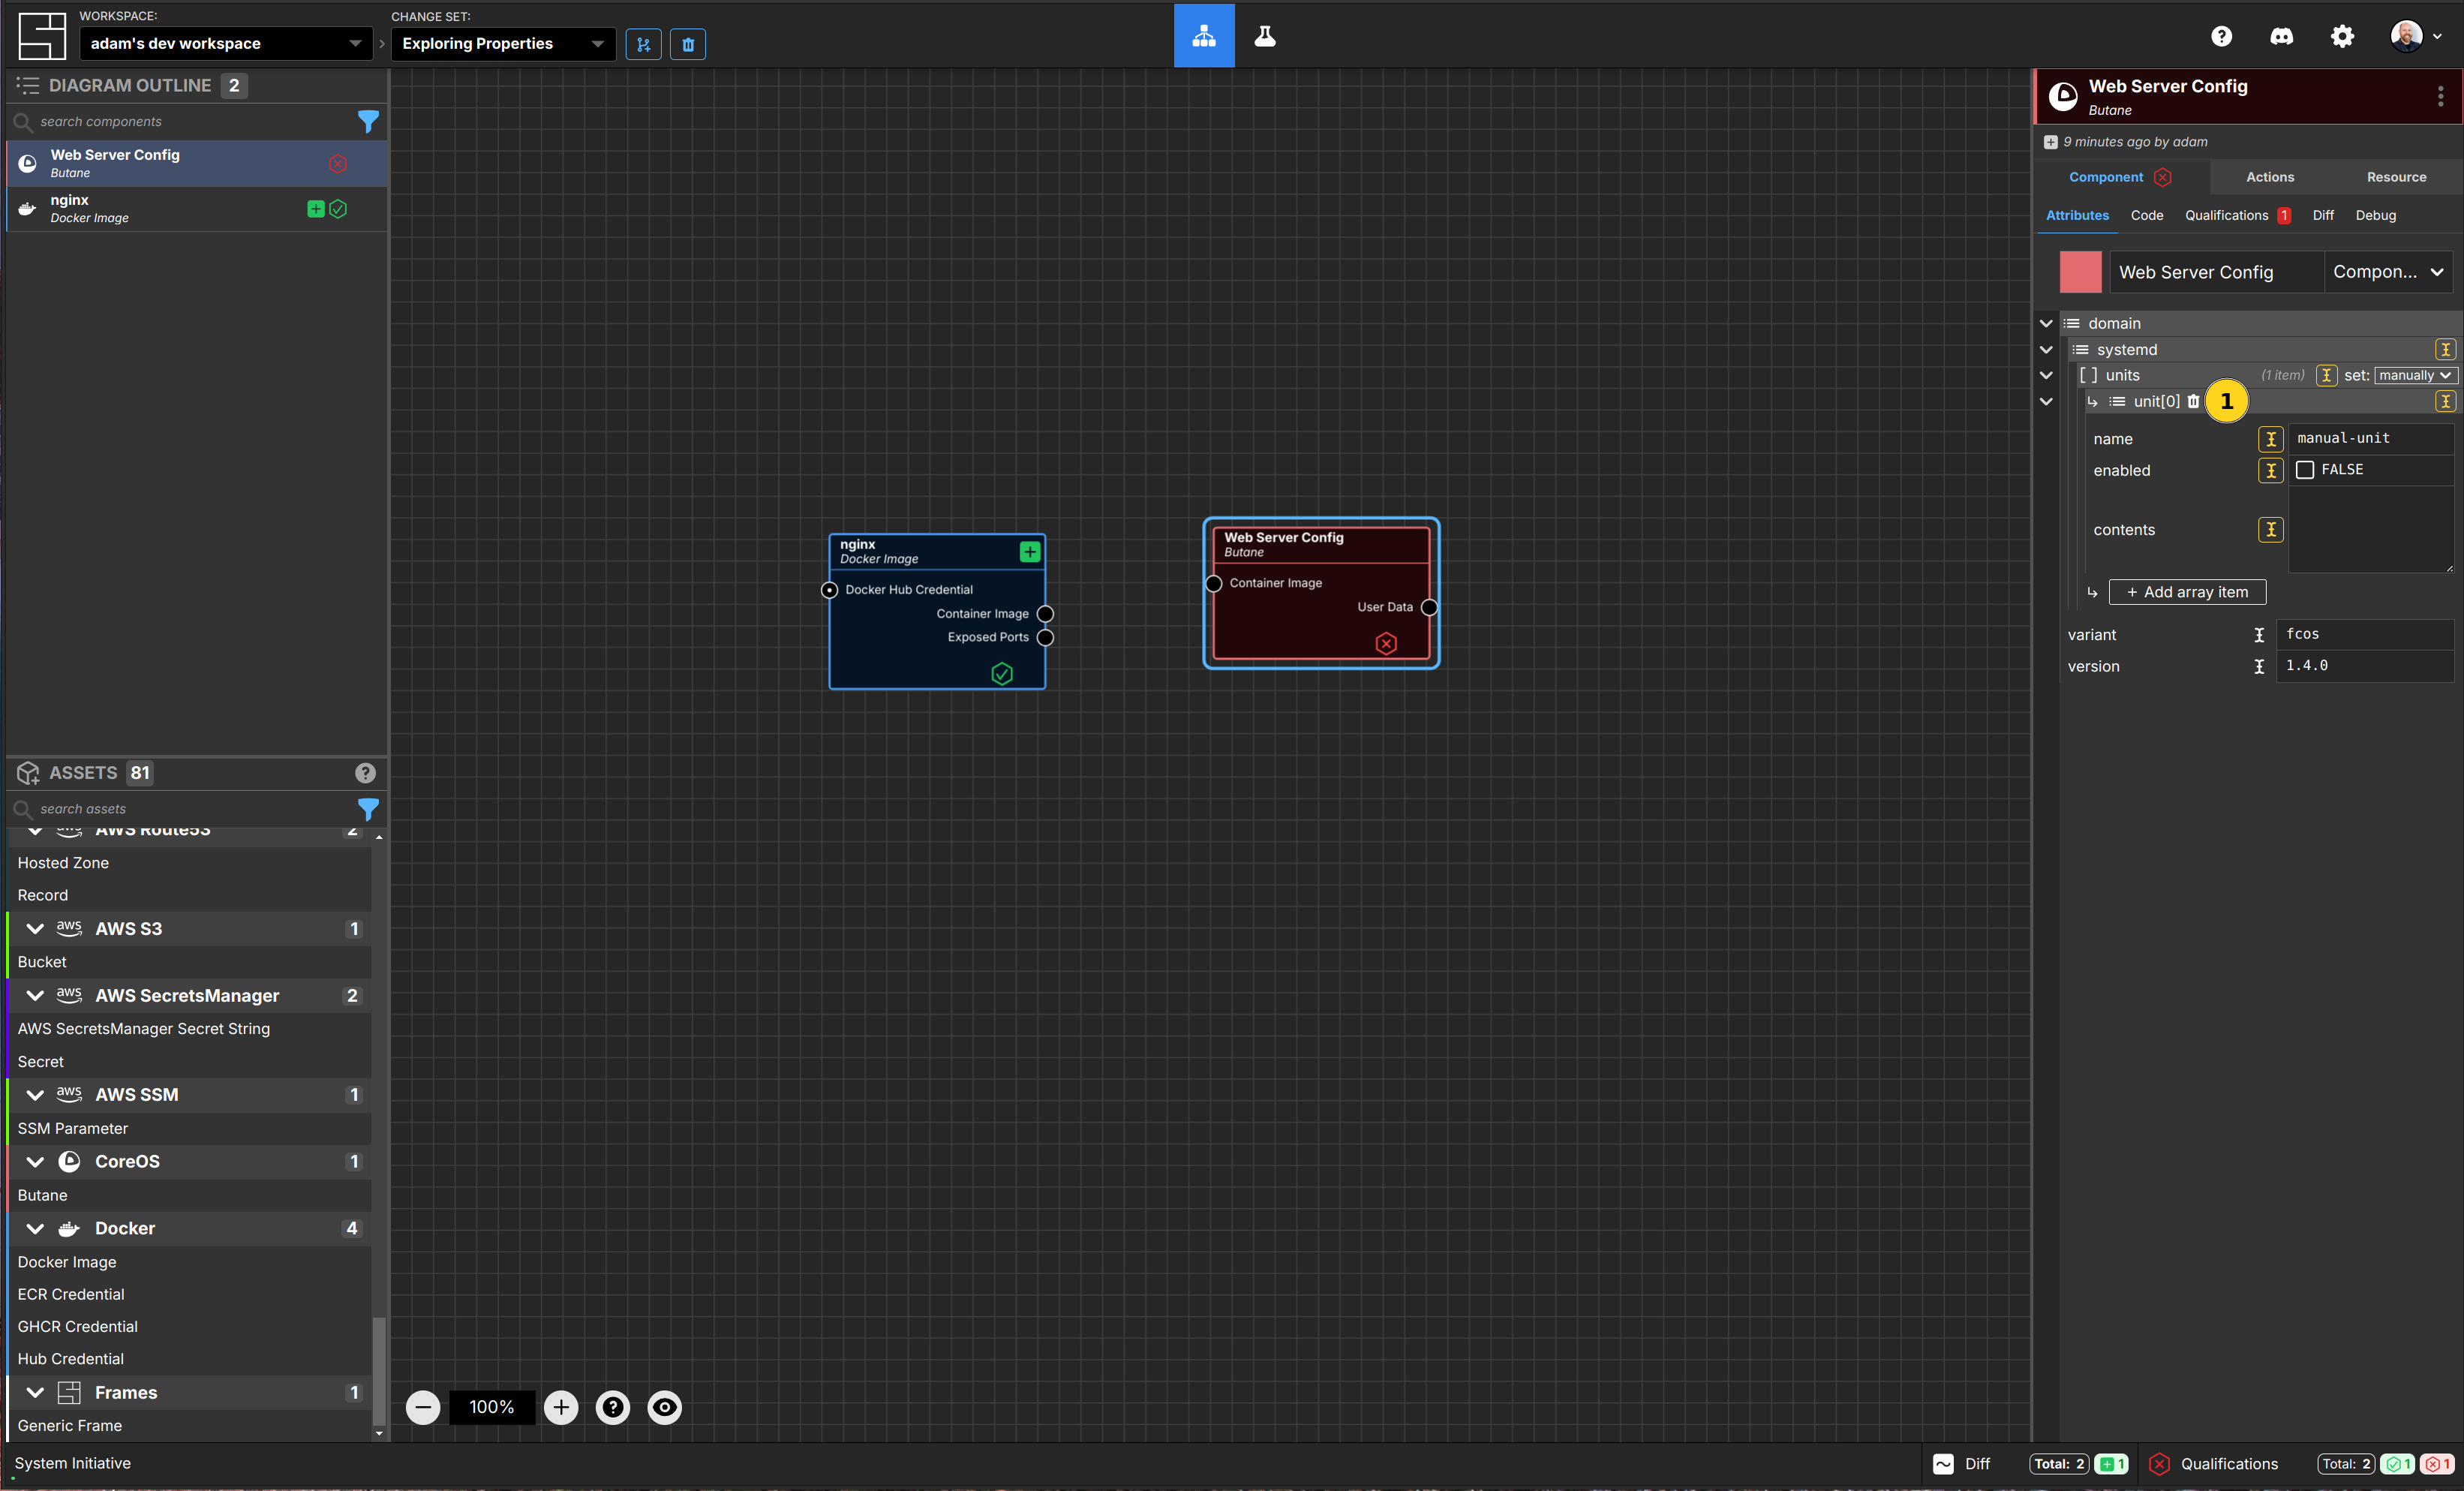 WORKSPACE:
adam's dev workspace
CHANGE SET:
Exploring Properties
DIAGRAM OUTLINE 2
search components
Web Server Config
Butane
nginx
Docker Image
ASSETS 81
search assets
AWS Route53 2
Hosted Zone
Record
aws AWS S3 1
Bucket
aws AWS SecretsManager 2
AWS SecretsManager Secret String
Secret
aws AWS SSM 1
SSM Parameter
CoreOS 1
Butane
Docker 4
Docker Image
ECR Credential
GHCR Credential
Hub Credential
Frames 1
Generic Frame
nginx
Docker Image
Docker Hub Credential
Container Image
Exposed Ports
Web Server Config
Butane
Container Image
User Data
100%
Web Server Config
Butane
9 minutes ago by adam
Component Actions Resource
Attributes Code Qualifications 1 Diff Debug
Web Server Config Compon...
domain
systemd
[ ] units (1 item) set: manually
unit[0] 1
name manual-unit
enabled FALSE
contents
+ Add array item
variant fcos
version 1.4.0
System Initiative
Diff Total: 2 1 Qualifications Total: 2 1 1